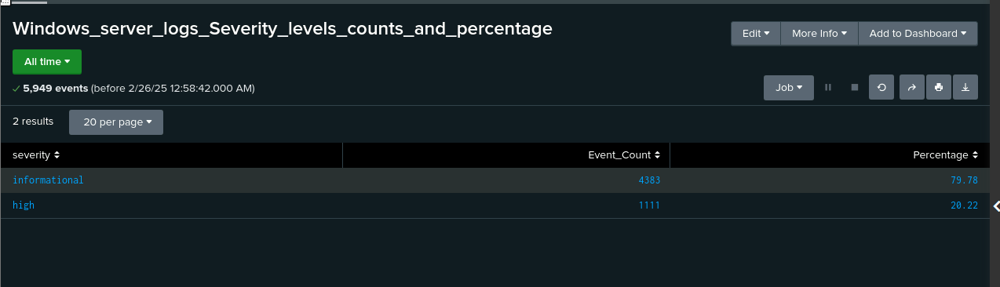 Windows_server_logs_Severity_levels_counts_and_percentage
Edit More Info Add to Dashboard
All time
5,949 events (before 2/26/25 12:58:42.000 AM)
Job
2 results 20 per page
severity Event_Count Percentage
informational 4383 79.78
high 1111 20.22